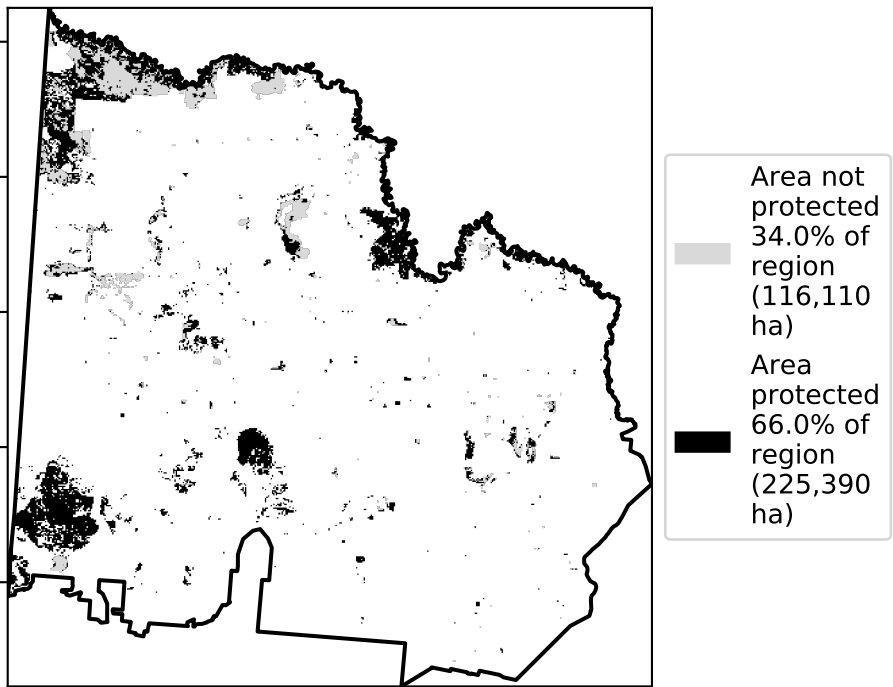 Area not
protected
34.0% of
region
(116,110
ha)
Area
protected
66.0% of
region
(225,390
ha)